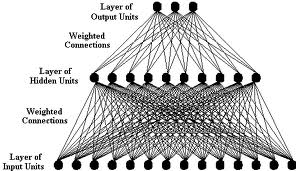 Layer of
Output Units
Weighted
Connections
Layer of
Hidden Units
Weighted
Connections
Layer of
Input Units